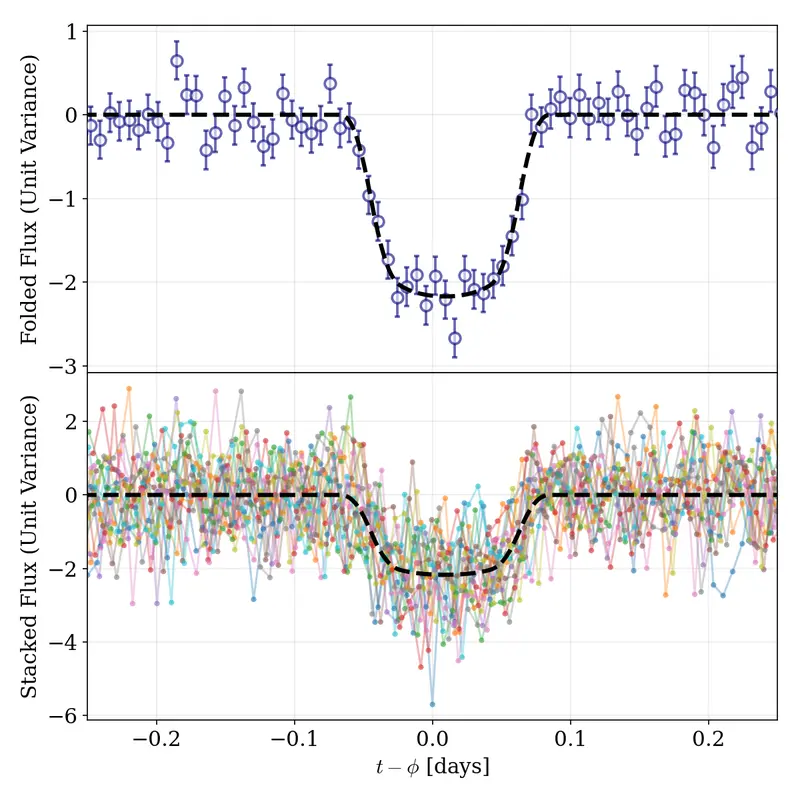 Folded Flux (Unit Variance)
1
0
−1
−2
−3
Stacked Flux (Unit Variance)
2
0
−2
−4
−6
−0.2 −0.1 0.0 0.1 0.2
t − ϕ [days]